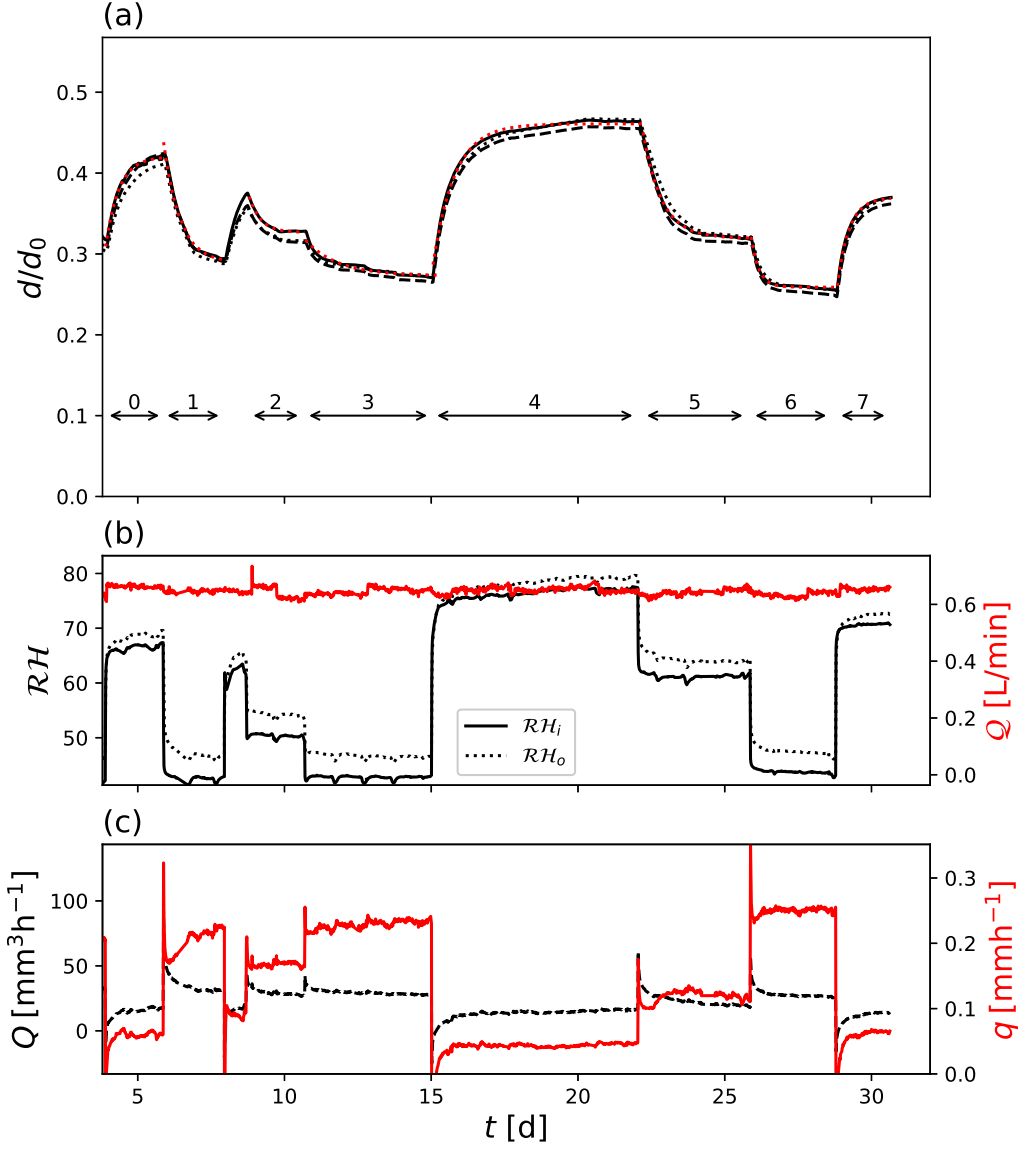 (a)
d/d₀
0.5
0.4
0.3
0.2
0.1
0.0
0 1 2 3 4 5 6 7
(b)
RH
80
70
60
50
RHᵢ
RHₒ
0.6
0.4
0.2
0.0
Q [L/min]
(c)
Q [mm³h⁻¹]
100
50
0
0.3
0.2
0.1
0.0
q [mmh⁻¹]
5 10 15 20 25 30
t [d]